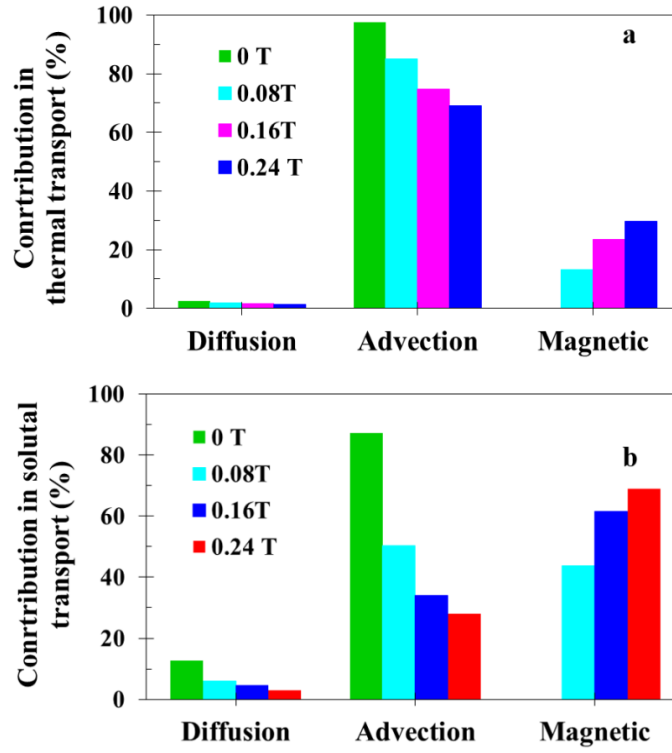 Conrtribution in
thermal transport (%)
100
80
60
40
20
0
0 T
0.08T
0.16T
0.24 T
a
Diffusion Advection Magnetic
Conrtribution in solutal
transport (%)
100
80
60
40
20
0
0 T
0.08T
0.16T
0.24 T
b
Diffusion Advection Magnetic